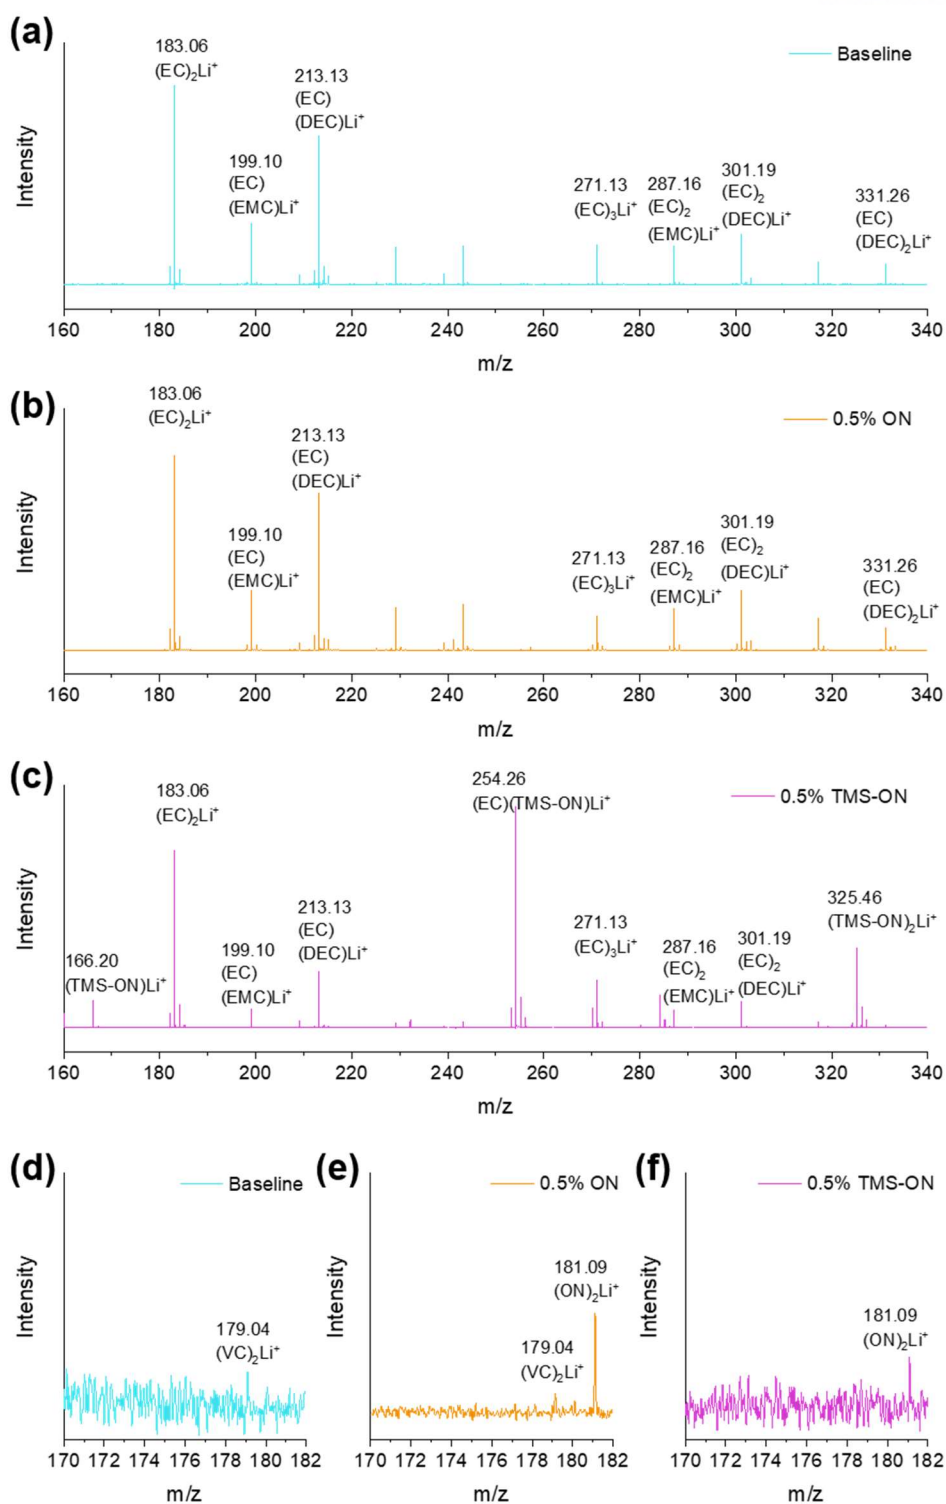 (a)
183.06
(EC)₂Li⁺
213.13
(EC)
(DEC)Li⁺
199.10
(EC)
(EMC)Li⁺
271.13
(EC)₃Li⁺
287.16
(EC)₂
(EMC)Li⁺
301.19
(EC)₂
(DEC)Li⁺
331.26
(EC)
(DEC)₂Li⁺
Baseline
Intensity
160 180 200 220 240 260 280 300 320 340
m/z
(b)
183.06
(EC)₂Li⁺
213.13
(EC)
(DEC)Li⁺
199.10
(EC)
(EMC)Li⁺
271.13
(EC)₃Li⁺
287.16
(EC)₂
(EMC)Li⁺
301.19
(EC)₂
(DEC)Li⁺
331.26
(EC)
(DEC)₂Li⁺
0.5% ON
Intensity
160 180 200 220 240 260 280 300 320 340
m/z
(c)
166.20
(TMS-ON)Li⁺
183.06
(EC)₂Li⁺
199.10
(EC)
(EMC)Li⁺
213.13
(EC)
(DEC)Li⁺
254.26
(EC)(TMS-ON)Li⁺
271.13
(EC)₃Li⁺
287.16
(EC)₂
(EMC)Li⁺
301.19
(EC)₂
(DEC)Li⁺
325.46
(TMS-ON)₂Li⁺
0.5% TMS-ON
Intensity
160 180 200 220 240 260 280 300 320 340
m/z
(d)
Baseline
179.04
(VC)₂Li⁺
Intensity
170 172 174 176 178 180 182
m/z
(e)
0.5% ON
181.09
(ON)₂Li⁺
179.04
(VC)₂Li⁺
Intensity
170 172 174 176 178 180 182
m/z
(f)
0.5% TMS-ON
181.09
(ON)₂Li⁺
Intensity
170 172 174 176 178 180 182
m/z